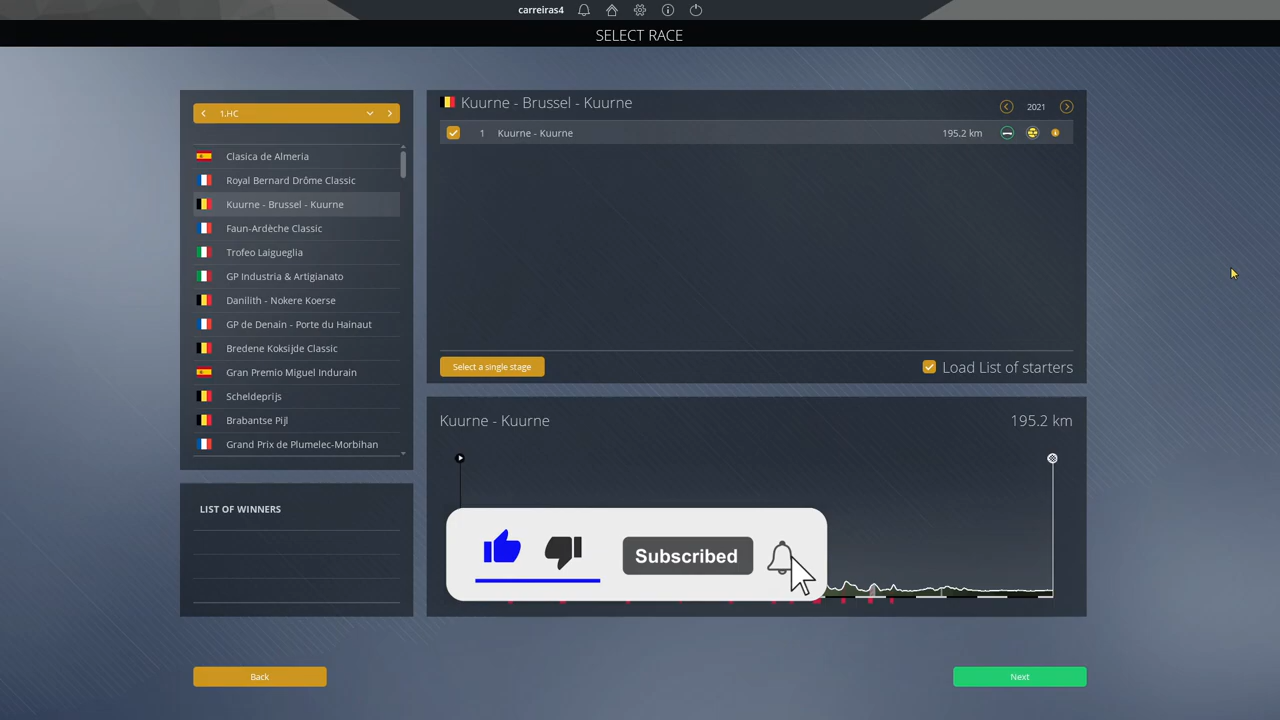 carreiras4
SELECT RACE
1.HC
Clasica de Almeria
Royal Bernard Drôme Classic
Kuurne - Brussel - Kuurne
Faun-Ardèche Classic
Trofeo Laigueglia
GP Industria & Artigianato
Danilith - Nokere Koerse
GP de Denain - Porte du Hainaut
Bredene Koksijde Classic
Gran Premio Miguel Indurain
Scheldeprijs
Brabantse Pijl
Grand Prix de Plumelec-Morbihan
LIST OF WINNERS
Kuurne - Brussel - Kuurne 2021
1 Kuurne - Kuurne 195.2 km
Select a single stage Load List of starters
Kuurne - Kuurne 195.2 km
Subscribed
Back Next